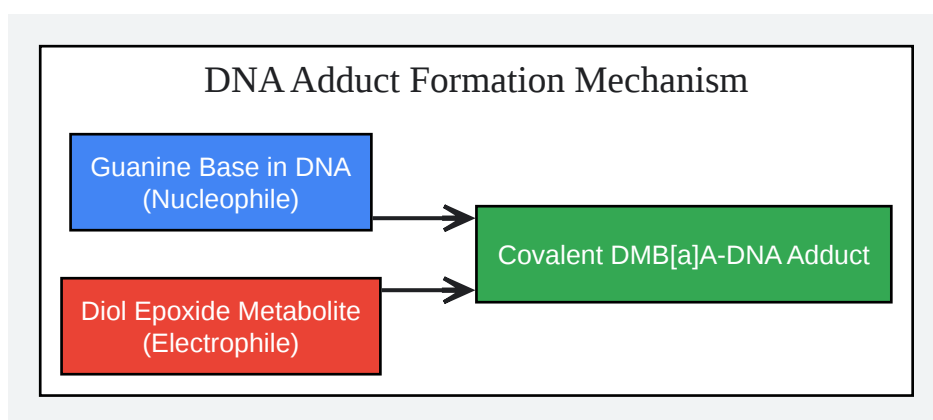 DNA Adduct Formation Mechanism
Guanine Base in DNA
(Nucleophile)
Covalent DMB[a]A-DNA Adduct
Diol Epoxide Metabolite
(Electrophile)